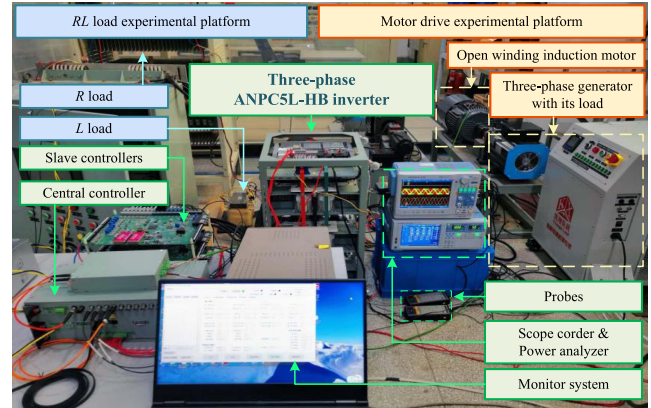 RL load experimental platform
Motor drive experimental platform
Open winding induction motor
Three-phase
ANPC5L-HB inverter
Three-phase generator
with its load
R load
L load
Slave controllers
Central controller
Probes
Scope corder &
Power analyzer
Monitor system